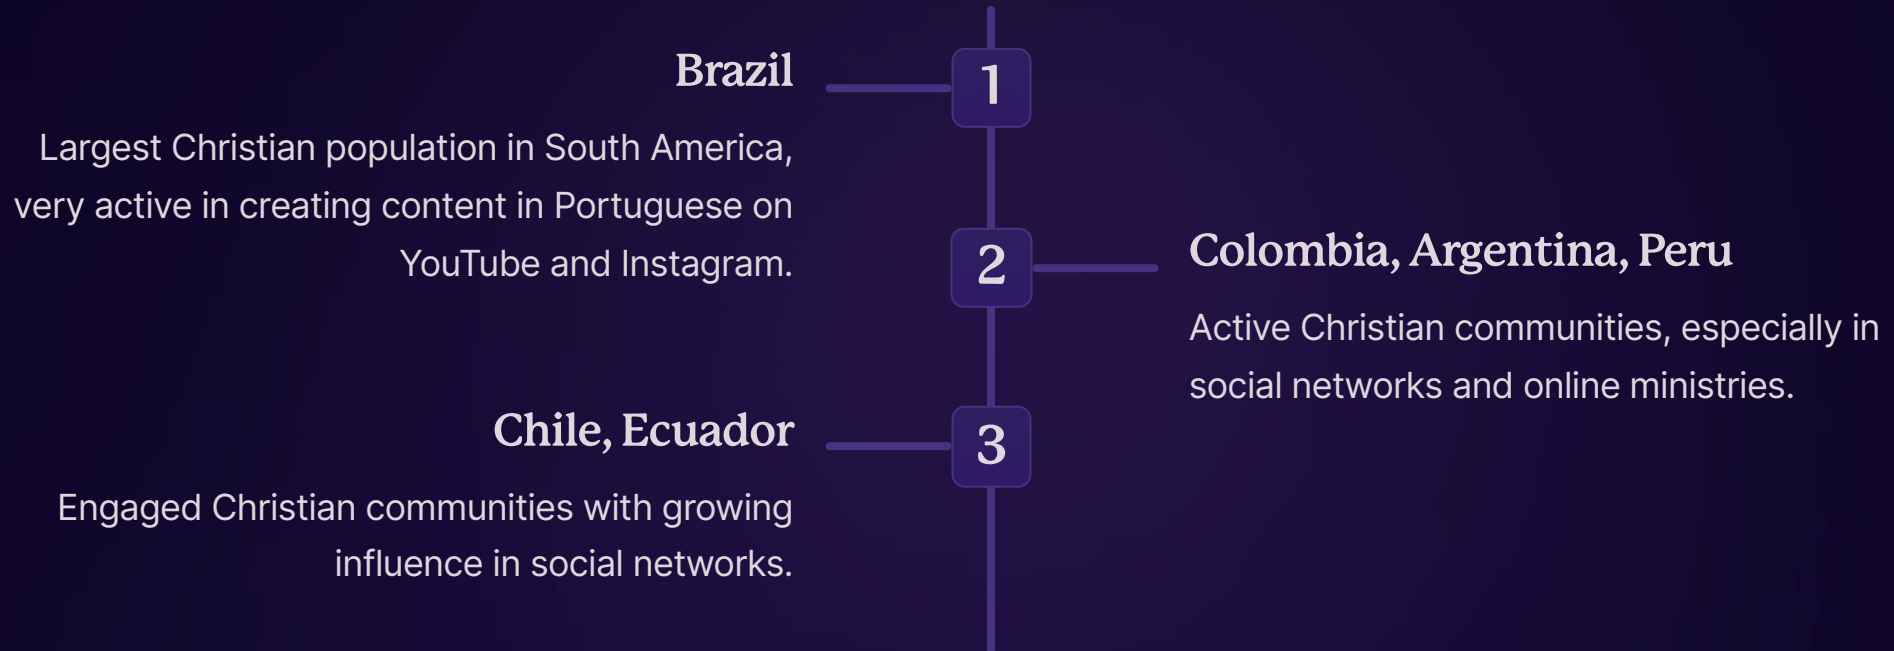 Brazil
1
Largest Christian population in South America,
very active in creating content in Portuguese on
YouTube and Instagram.
2
Colombia, Argentina, Peru
Active Christian communities, especially in
social networks and online ministries.
Chile, Ecuador
3
Engaged Christian communities with growing
influence in social networks.